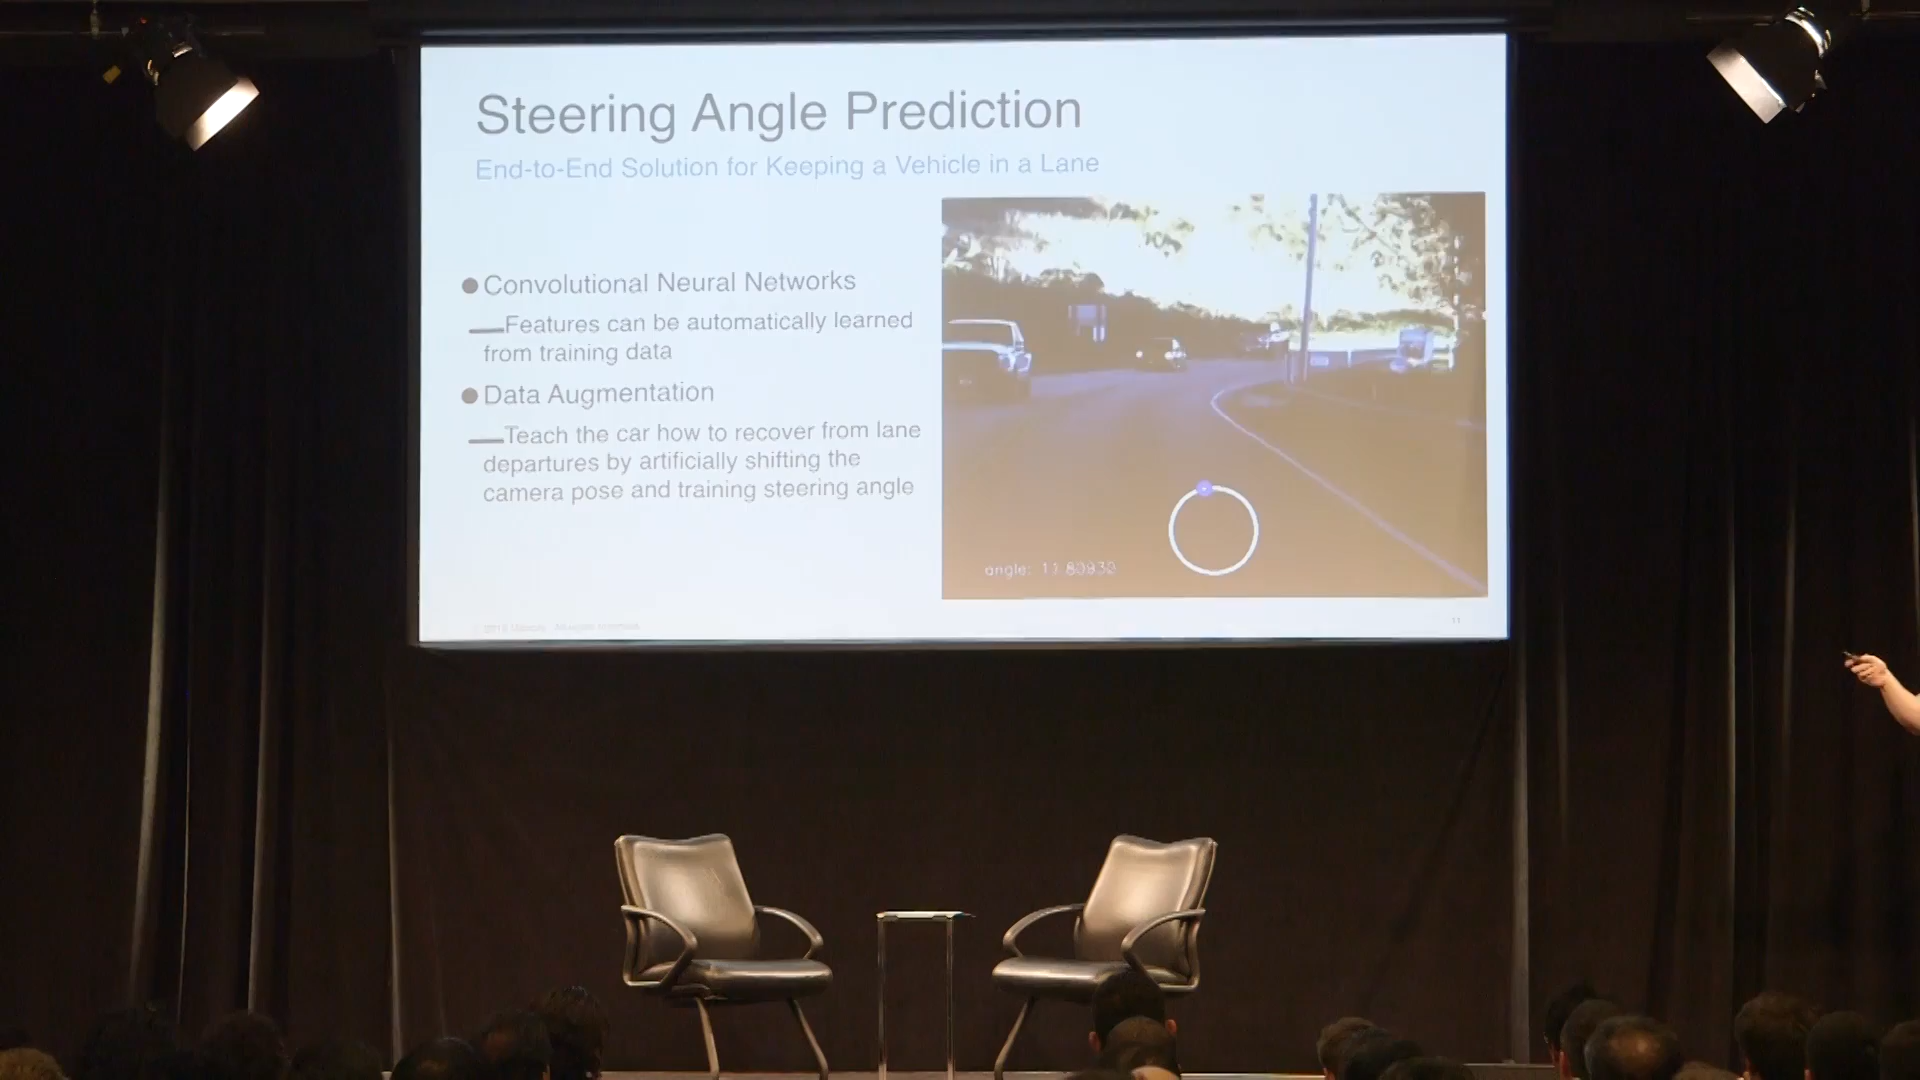 Steering Angle Prediction
End-to-End Solution for Keeping a Vehicle in a Lane
● Convolutional Neural Networks
—Features can be automatically learned
from training data
● Data Augmentation
—Teach the car how to recover from lane
departures by artificially shifting the
camera pose and training steering angle
angle: 11.80930
11